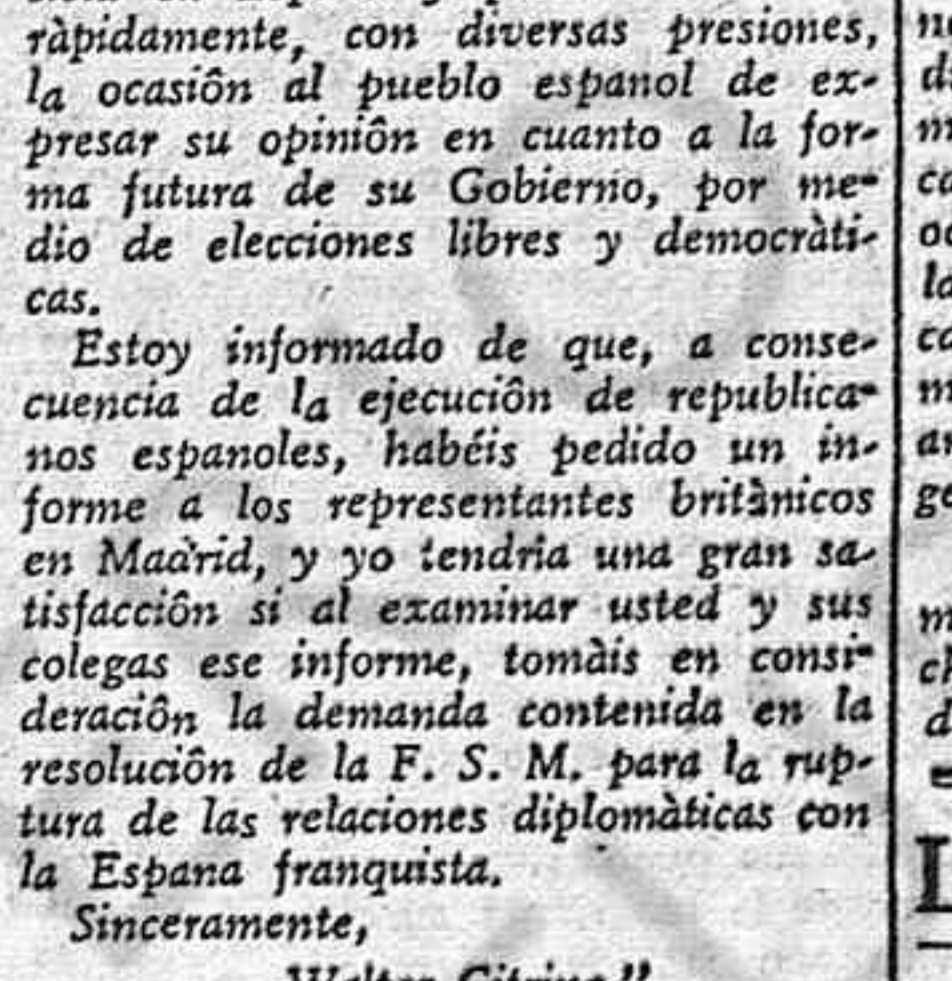 ràpidamente, con diversas presiones,
la ocasiôn al pueblo espanol de ex-
presar su opiniôn en cuanto a la for-
ma futura de su Gobierno, por me-
dio de elecciones libres y democràti-
cas.
Estoy informado de que, a conse-
cuencia de la ejecuciôn de republica-
nos espanoles, habéis pedido un in-
forme a los representantes britànicos
en Madrid, y yo tendria una gran sa-
tisfacciôn si al examinar usted y sus
colegas ese informe, tomàis en consi-
deraciôn la demanda contenida en la
resoluciôn de la F. S. M. para la rup-
tura de las relaciones diplomàticas con
la Espana franquista.
Sinceramente,
Walter Citrine"
L